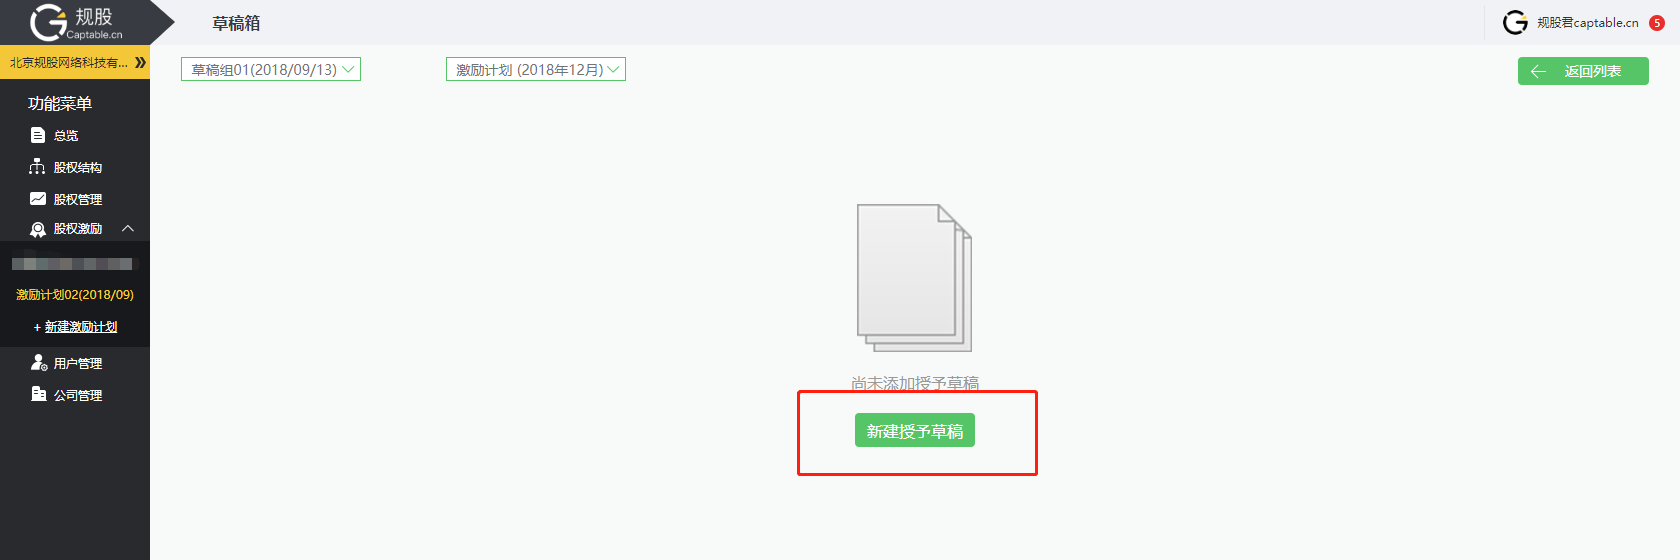 规股
Captable.cn
草稿箱
规股君captable.cn
5
北京规股网络科技有...
草稿组01(2018/09/13)
激励计划 (2018年12月)
返回列表
功能菜单
总览
股权结构
股权管理
股权激励
激励计划02(2018/09)
+ 新建激励计划
用户管理
公司管理
尚未添加授予草稿
新建授予草稿